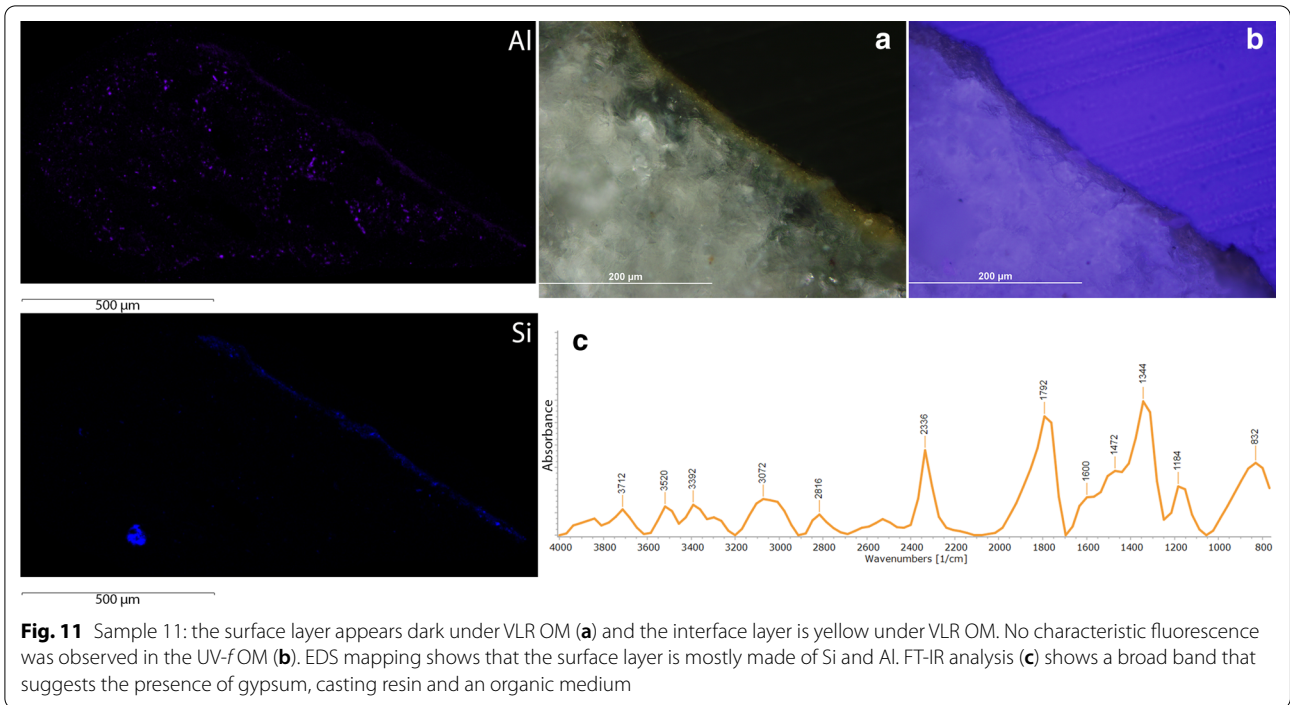 Al
500 µm
a
200 µm
b
200 µm
Si
500 µm
c
Absorbance
3712
3520
3392
3072
2816
2336
1792
1600
1472
1344
1184
832
4000 3800 3600 3400 3200 3000 2800 2600 2400 2200 2000 1800 1600 1400 1200 1000 800
Wavenumbers [1/cm]
Fig. 11 Sample 11: the surface layer appears dark under VLR OM (a) and the interface layer is yellow under VLR OM. No characteristic fluorescence
was observed in the UV-f OM (b). EDS mapping shows that the surface layer is mostly made of Si and Al. FT-IR analysis (c) shows a broad band that
suggests the presence of gypsum, casting resin and an organic medium